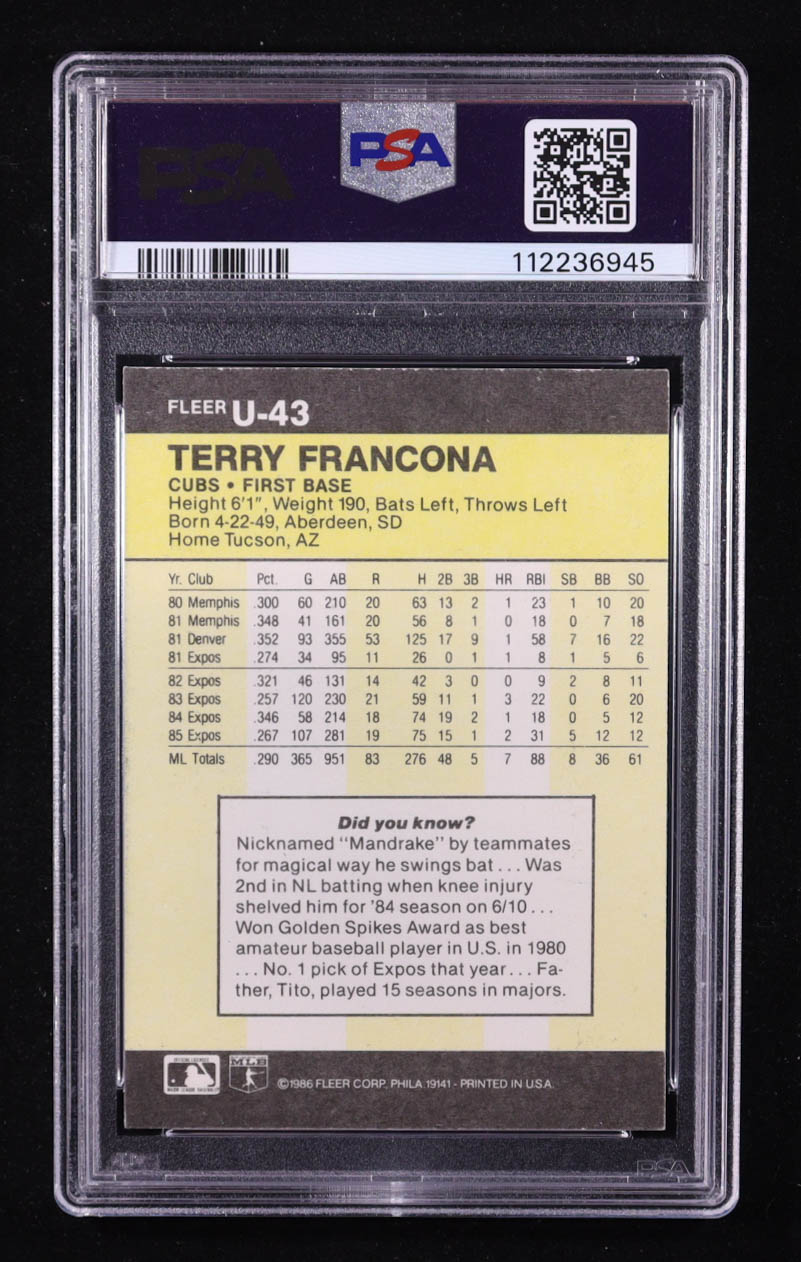 PSA
PSA
112236945
FLEER U-43
TERRY FRANCONA
CUBS • FIRST BASE
Height 6'1", Weight 190, Bats Left, Throws Left
Born 4-22-49, Aberdeen, SD
Home Tucson, AZ
Yr. Club Pct. G AB R H 2B 3B HR RBI SB BB SO
80 Memphis .300 60 210 20 63 13 2 1 23 1 10 20
81 Memphis .348 41 161 20 56 8 1 0 18 0 7 18
81 Denver .352 93 355 53 125 17 9 1 58 7 16 22
81 Expos .274 34 95 11 26 0 1 1 8 1 5 6
82 Expos .321 46 131 14 42 3 0 0 9 2 8 11
83 Expos .257 120 230 21 59 11 1 3 22 0 6 20
84 Expos .346 58 214 18 74 19 2 1 18 0 5 12
85 Expos .267 107 281 19 75 15 1 2 31 5 12 12
ML Totals .290 365 951 83 276 48 5 7 88 8 36 61
Did you know?
Nicknamed "Mandrake" by teammates
for magical way he swings bat . . . Was
2nd in NL batting when knee injury
shelved him for '84 season on 6/10 . . .
Won Golden Spikes Award as best
amateur baseball player in U.S. in 1980
. . . No. 1 pick of Expos that year . . . Fa-
ther, Tito, played 15 seasons in majors.
MLB
©1986 FLEER CORP. PHILA 19141 - PRINTED IN U.S.A.
PSA